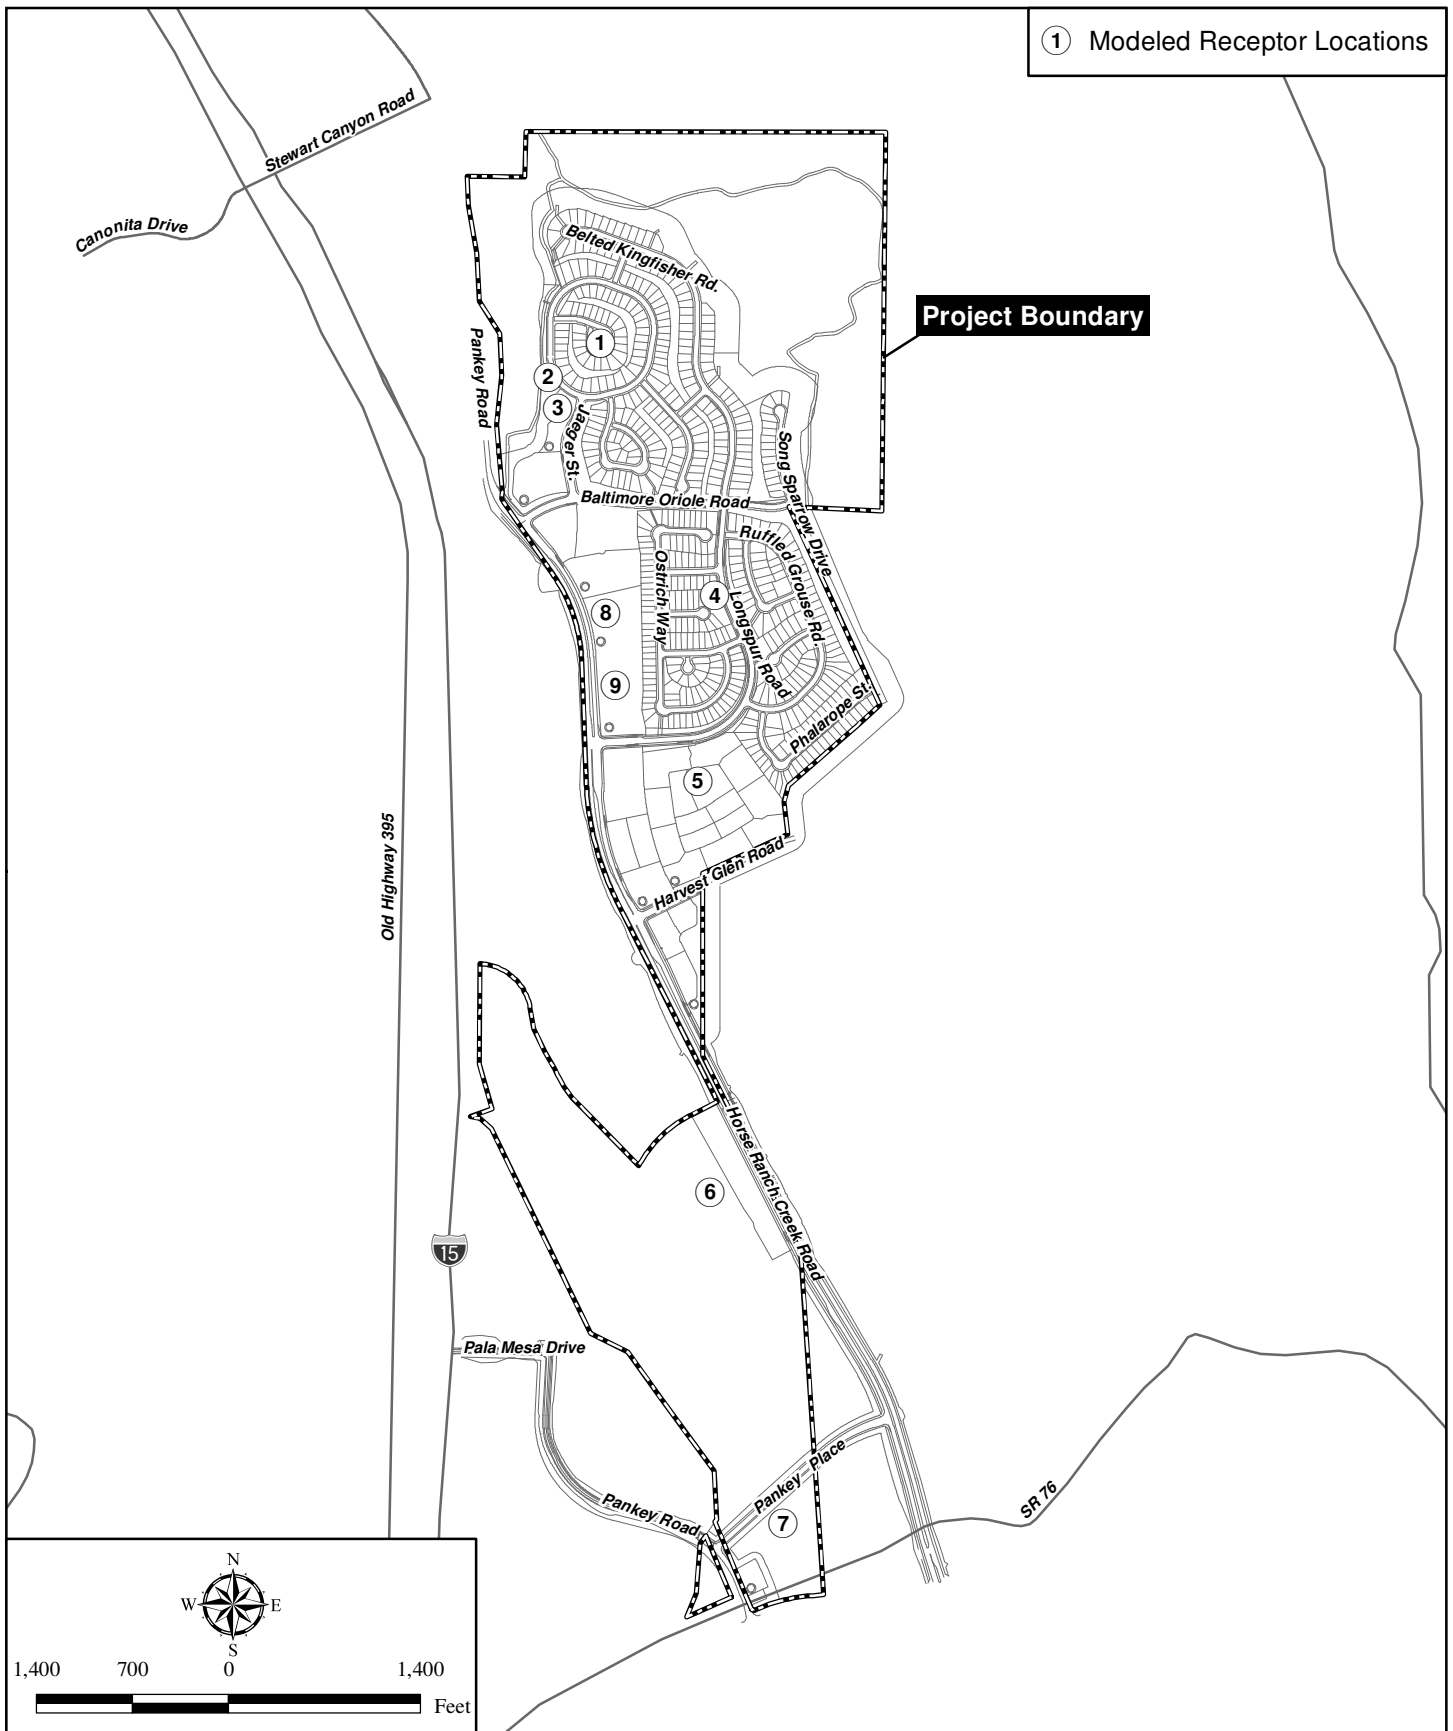 1 Modeled Receptor Locations
Stewart Canyon Road
Canonita Drive
Belted Kingfisher Rd.
Project Boundary
Pankey Road
1
2
3
Jaeger St.
Song Sparrow Drive
Baltimore Oriole Road
Ruffled Grouse Rd.
Ostrich Way
4
Longspur Road
8
9
Phalarope St.
5
Old Highway 395
Harvest Glen Road
Horse Ranch Creek Road
6
15
Pala Mesa Drive
Pankey Place
Pankey Road
7
SR 76
N
W E
S
1,400 700 0 1,400
Feet